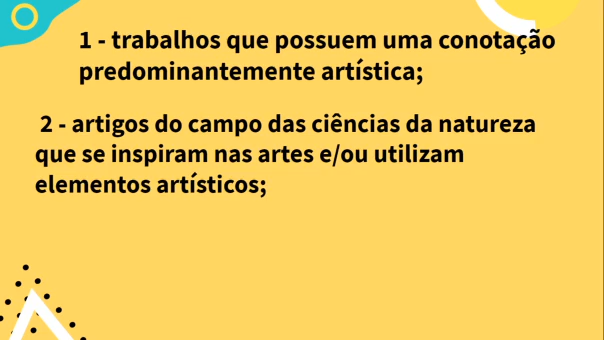 1 - trabalhos que possuem uma conotação
predominantemente artística;
2 - artigos do campo das ciências da natureza
que se inspiram nas artes e/ou utilizam
elementos artísticos;